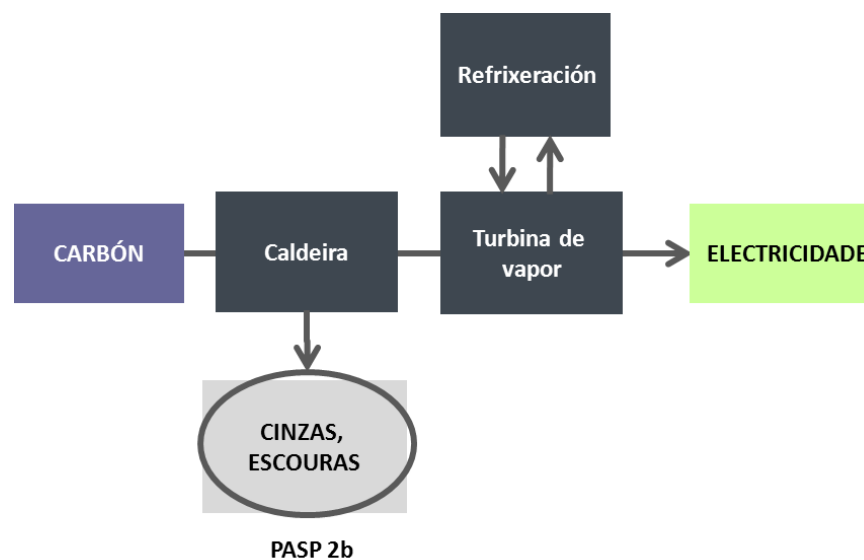 Refrixeración
CARBÓN
Caldeira
Turbina de
vapor
ELECTRICIDADE
CINZAS,
ESCOURAS
PASP 2b